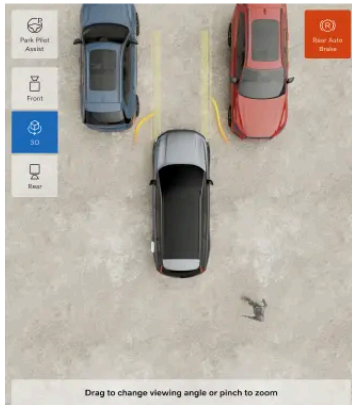 Park Pilot
Assist
Rear Auto
Brake
Front
3D
Rear
Drag to change viewing angle or pinch to zoom